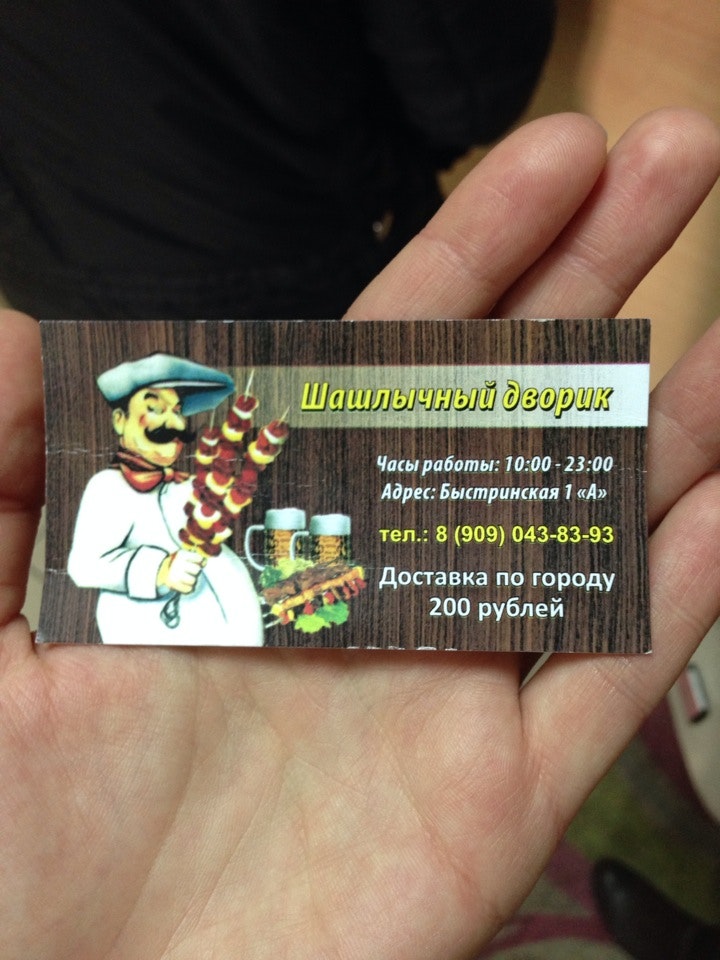 Шашлычный дворик
Часы работы: 10:00 - 23:00
Адрес: Быстринская 1 «А»
тел.: 8 (909) 043-83-93
Доставка по городу
200 рублей